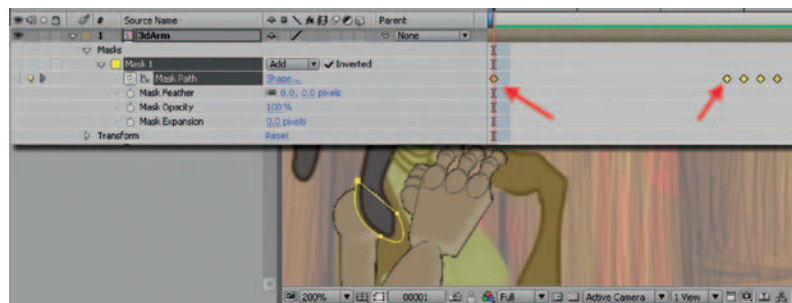 # Source Name Parent
1 3dArm None
Masks
Mask 1 Add Inverted
Mask Path Shape...
Mask Feather 0.0, 0.0 pixels
Mask Opacity 100%
Mask Expansion 0.0 pixels
Transform Reset
200% 00001 Full Active Camera 1 View